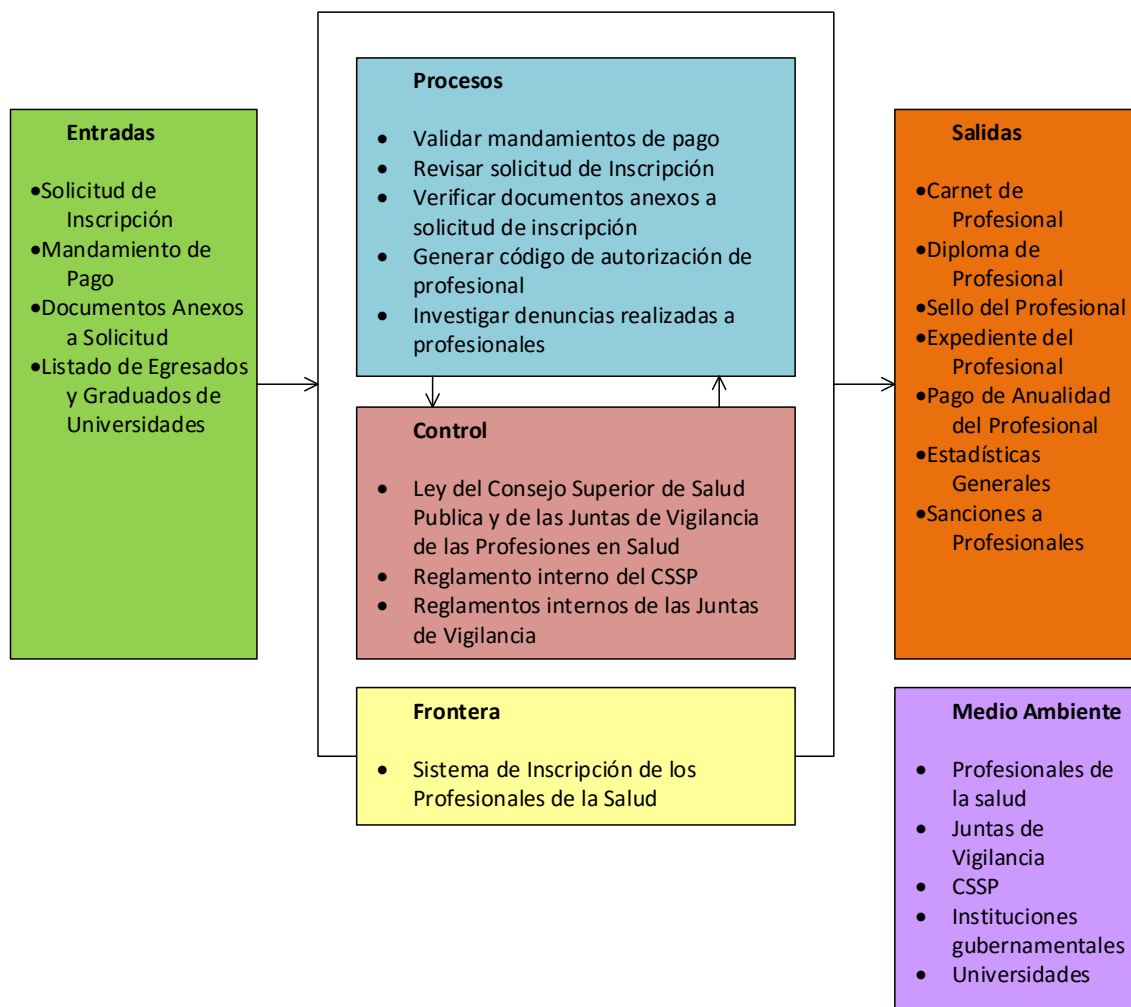 Entradas
•Solicitud de
Inscripción
•Mandamiento de
Pago
•Documentos Anexos
a Solicitud
•Listado de Egresados
y Graduados de
Universidades
Procesos
• Validar mandamientos de pago
• Revisar solicitud de Inscripción
• Verificar documentos anexos a
solicitud de inscripción
• Generar código de autorización de
profesional
• Investigar denuncias realizadas a
profesionales
Control
• Ley del Consejo Superior de Salud
Publica y de las Juntas de Vigilancia
de las Profesiones en Salud
• Reglamento interno del CSSP
• Reglamentos internos de las Juntas
de Vigilancia
Frontera
• Sistema de Inscripción de los
Profesionales de la Salud
Salidas
•Carnet de
Profesional
•Diploma de
Profesional
•Sello del Profesional
•Expediente del
Profesional
•Pago de Anualidad
del Profesional
•Estadísticas
Generales
•Sanciones a
Profesionales
Medio Ambiente
• Profesionales de
la salud
• Juntas de
Vigilancia
• CSSP
• Instituciones
gubernamentales
• Universidades